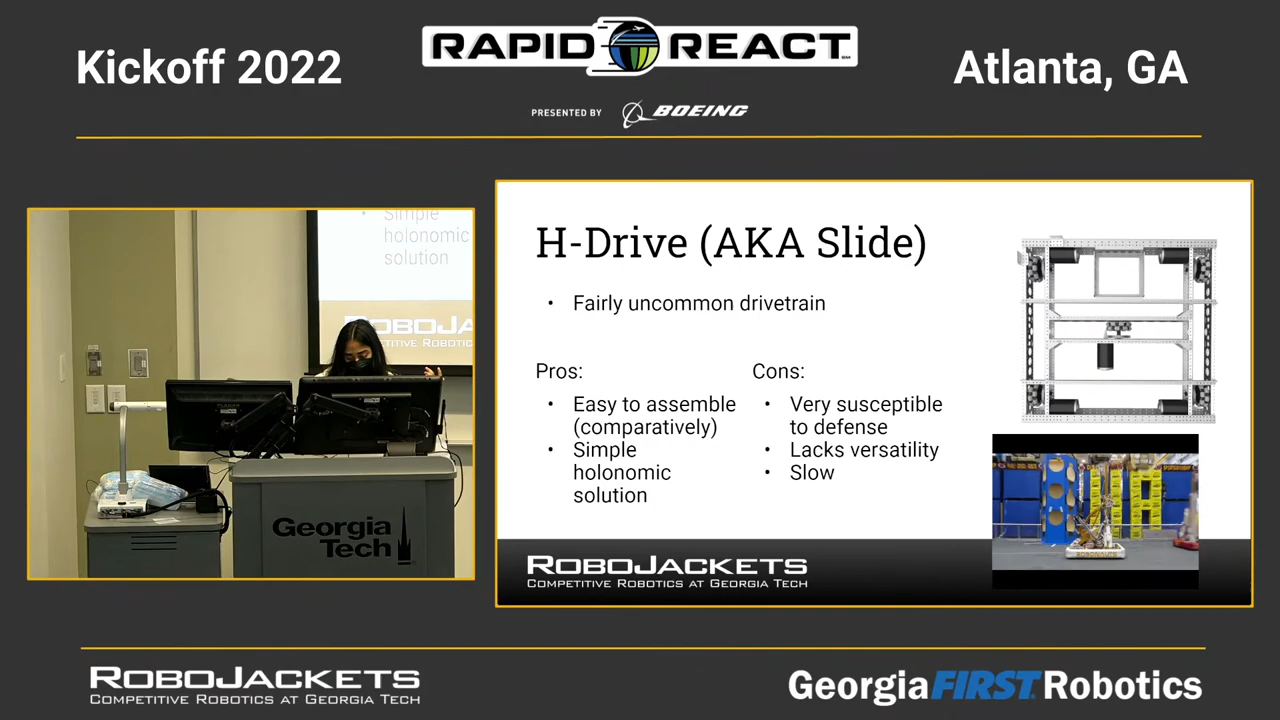 Kickoff 2022
RAPID REACT
Atlanta, GA
PRESENTED BY BOEING
Simple
holonomic
solution
ROBOJA
Georgia
Tech
H-Drive (AKA Slide)
• Fairly uncommon drivetrain
Pros:
• Easy to assemble
(comparatively)
• Simple
holonomic
solution
Cons:
• Very susceptible
to defense
• Lacks versatility
• Slow
ROBOJACKETS
COMPETITIVE ROBOTICS AT GEORGIA TECH
ROBONAUTS
ROBOJACKETS
COMPETITIVE ROBOTICS AT GEORGIA TECH
Georgia FIRST Robotics